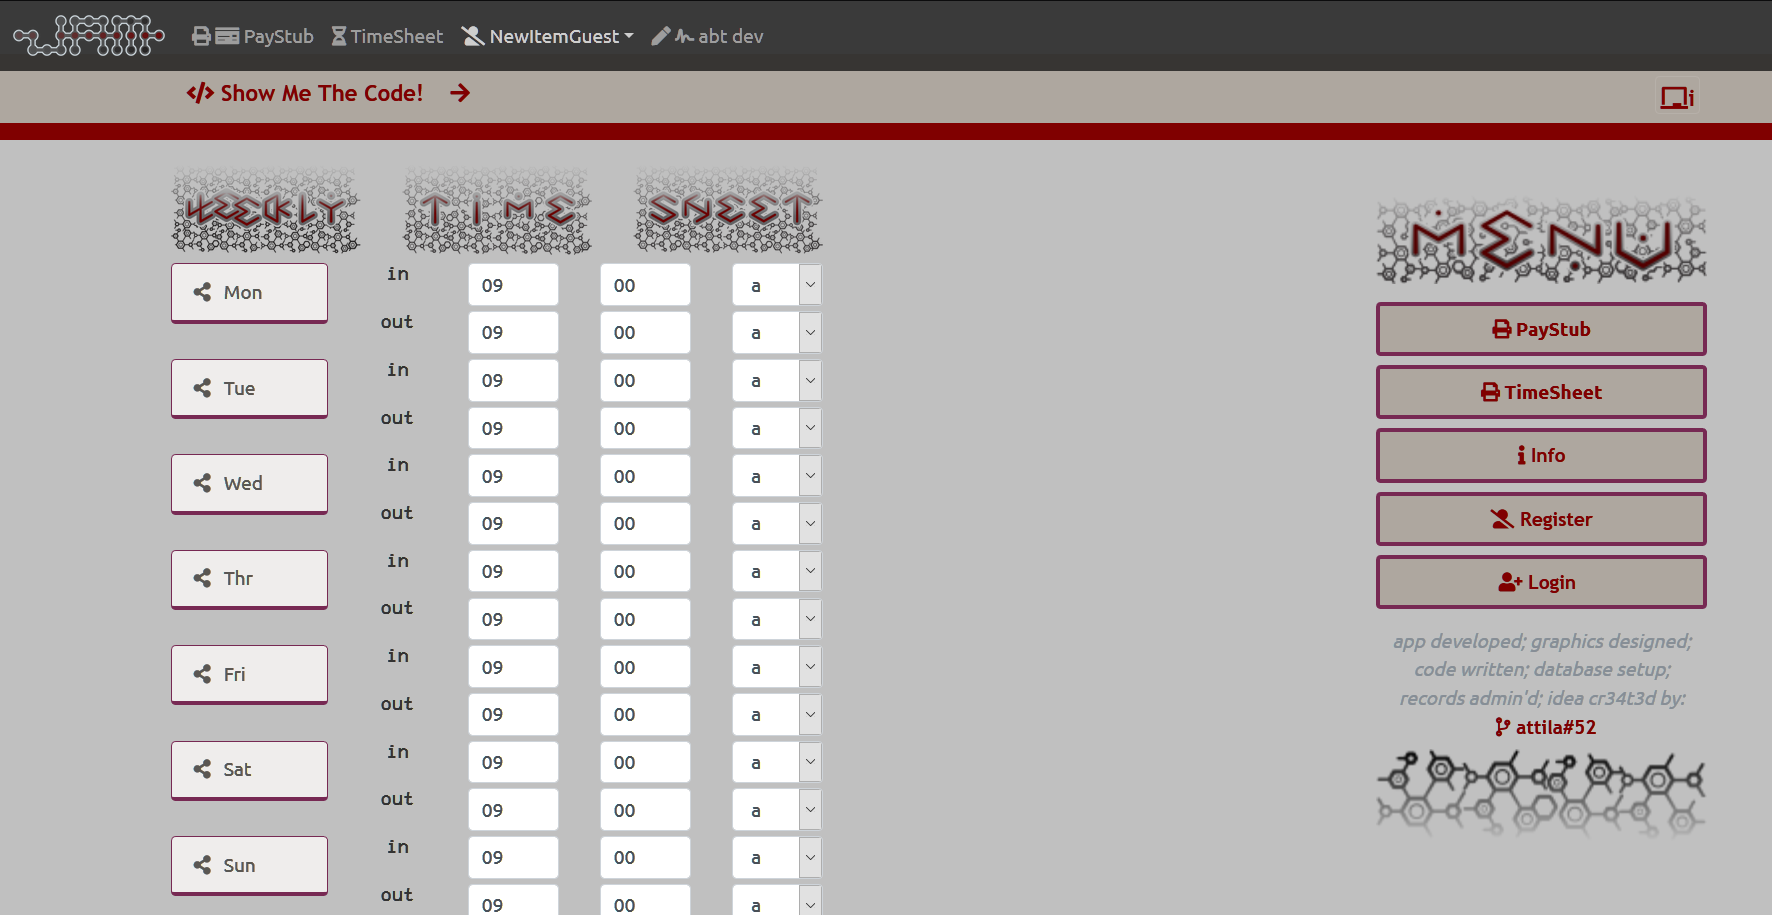 PayStub TimeSheet NewItemGuest abt dev
Show Me The Code!
i
WEEKLY TIME SHEET
MENU
Mon
in 09 00 a
out 09 00 a
Tue
in 09 00 a
out 09 00 a
Wed
in 09 00 a
out 09 00 a
Thr
in 09 00 a
out 09 00 a
Fri
in 09 00 a
out 09 00 a
Sat
in 09 00 a
out 09 00 a
Sun
in 09 00 a
out 09 00 a
PayStub
TimeSheet
Info
Register
Login
app developed; graphics designed;
code written; database setup;
records admin'd; idea cr34t3d by:
attila#52